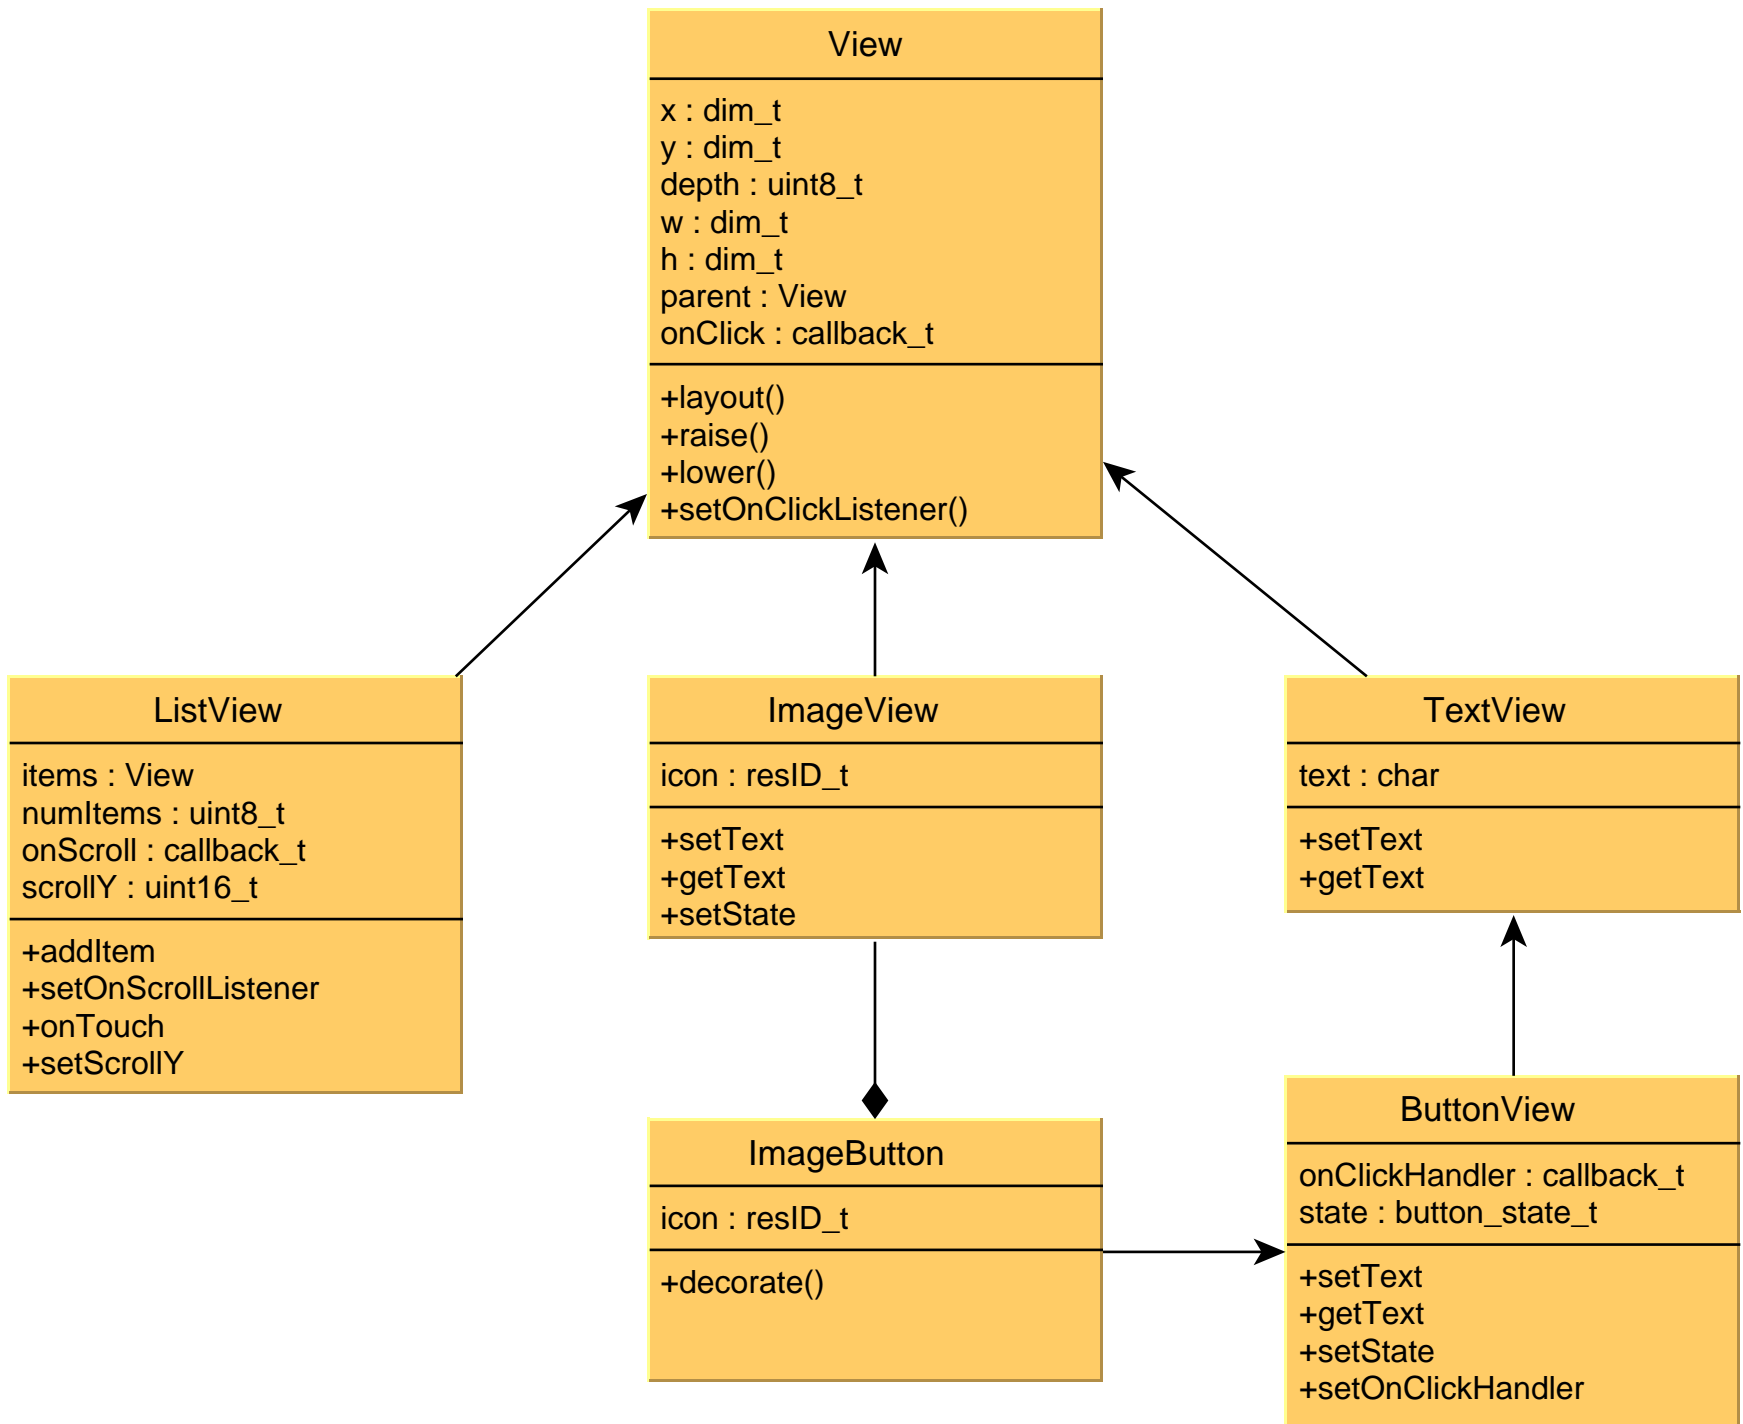 View
x : dim_t
y : dim_t
depth : uint8_t
w : dim_t
h : dim_t
parent : View
onClick : callback_t
+layout()
+raise()
+lower()
+setOnClickListener()
ListView
items : View
numItems : uint8_t
onScroll : callback_t
scrollY : uint16_t
+addItem
+setOnScrollListener
+onTouch
+setScrollY
ImageView
icon : resID_t
+setText
+getText
+setState
TextView
text : char
+setText
+getText
ImageButton
icon : resID_t
+decorate()
ButtonView
onClickHandler : callback_t
state : button_state_t
+setText
+getText
+setState
+setOnClickHandler